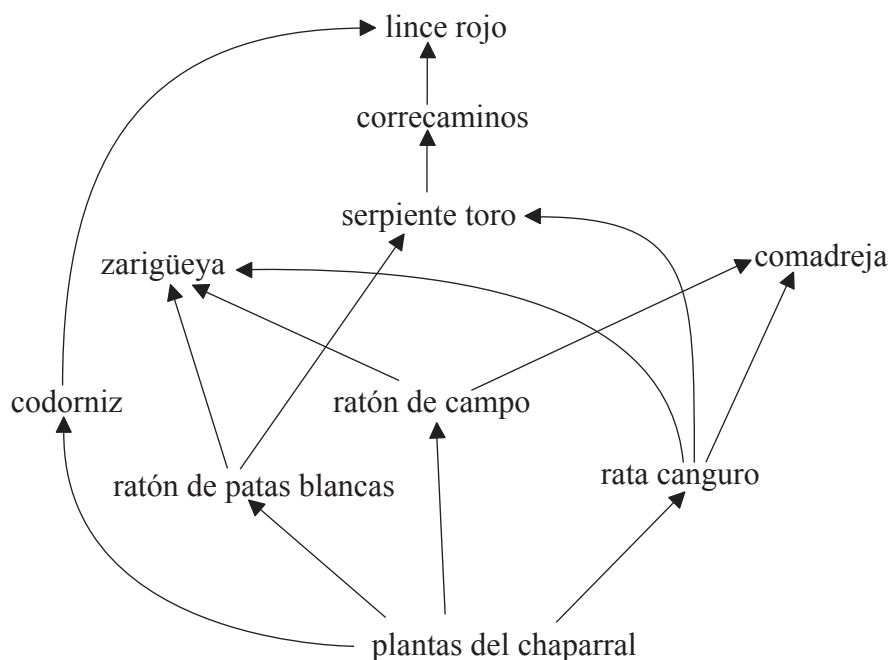 lince rojo
correcaminos
serpiente toro
zarigüeya
comadreja
codorniz
ratón de campo
ratón de patas blancas
rata canguro
plantas del chaparral